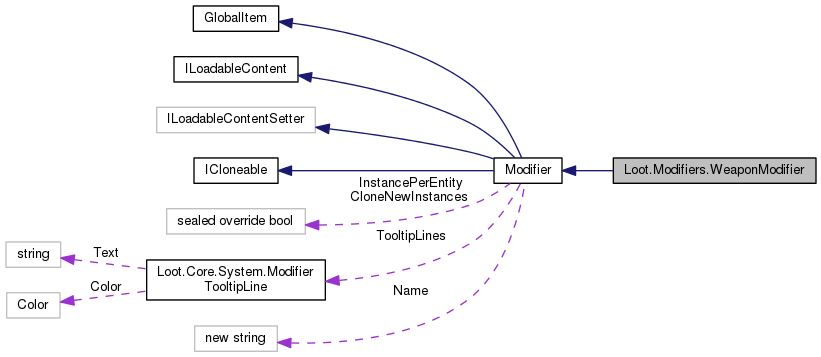 GlobalItem
ILoadableContent
ILoadableContentSetter
ICloneable
Modifier
Loot.Modifiers.WeaponModifier
InstancePerEntity
CloneNewInstances
sealed override bool
TooltipLines
string
Text
Loot.Core.System.Modifier
TooltipLine
Color
Color
Name
new string